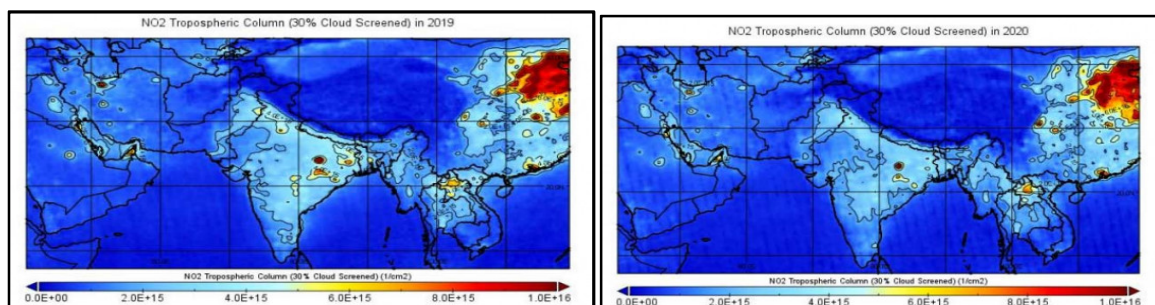 NO2 Tropospheric Column (30% Cloud Screened) in 2019
NO2 Tropospheric Column (30% Cloud Screened) (1/cm2)
0.0E+00 2.0E+15 4.0E+15 6.0E+15 8.0E+15 1.0E+16
NO2 Tropospheric Column (30% Cloud Screened) in 2020
NO2 Tropospheric Column (30% Cloud Screened) (1/cm2)
0.0E+00 2.0E+15 4.0E+15 6.0E+15 8.0E+15 1.0E+16